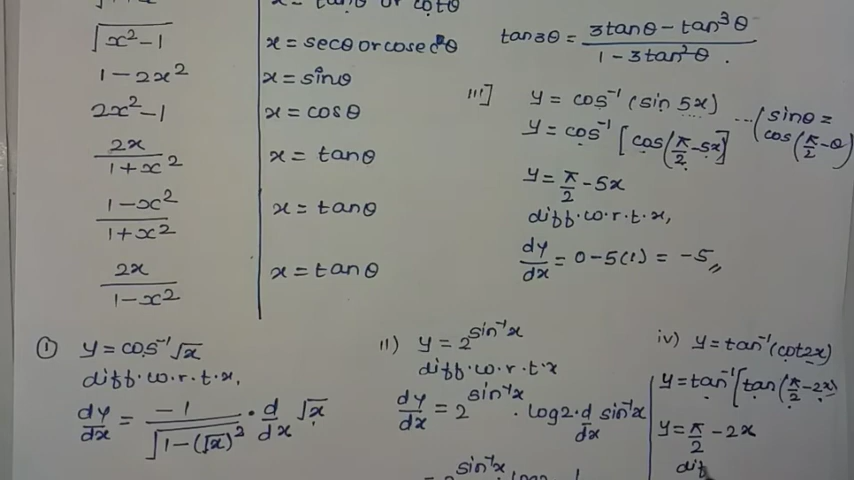 x = tanθ or cotθ
√x²-1 x = secθ or cosecθ
1-2x² x = sinθ
2x²-1 x = cosθ
2x/1+x² x = tanθ
1-x²/1+x² x = tanθ
2x/1-x² x = tanθ
tan3θ = 3tanθ - tan³θ / 1-3tan²θ .
III] y = cos⁻¹(sin 5x) ... (sinθ = cos(π/2-θ)
y = cos⁻¹[cos(π/2-5x]
y = π/2 - 5x
diff.w.r.t.x,
dy/dx = 0-5(1) = -5,,
① y = cos⁻¹√x
diff.w.r.t.x,
dy/dx = -1/√1-(√x)² · d/dx √x
II) y = 2^sin⁻¹x
diff.w.r.t.x
dy/dx = 2^sin⁻¹x . log2. d/dx sin⁻¹x
iv) y = tan⁻¹(cot2x)
y = tan⁻¹[tan(π/2-2x)
y = π/2 - 2x
dif